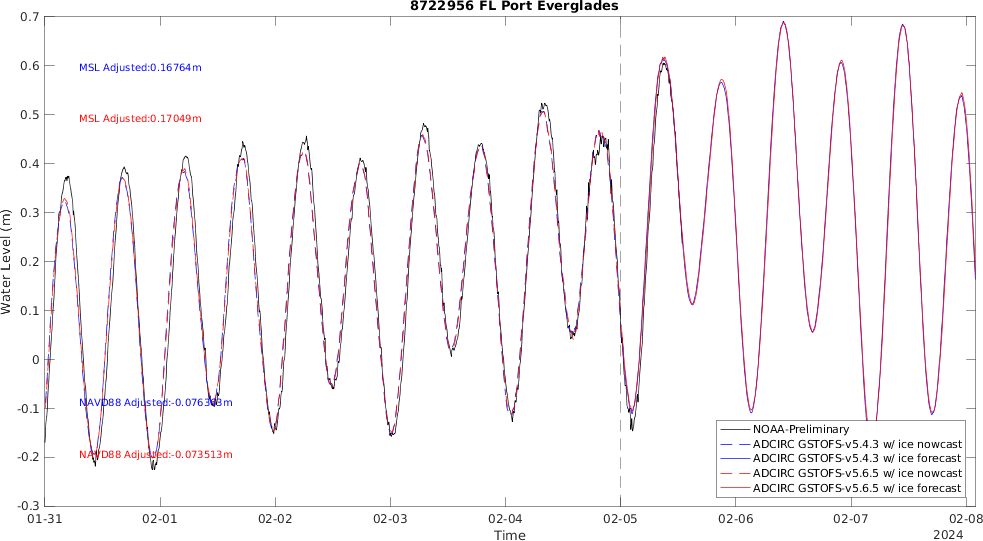 8722956 FL Port Everglades
0.7
0.6
0.5
0.4
0.3
0.2
0.1
0
-0.1
-0.2
-0.3
Water Level (m)
MSL Adjusted:0.16764m
MSL Adjusted:0.17049m
NAVD88 Adjusted:-0.076363m
NAVD88 Adjusted:-0.073513m
NOAA-Preliminary
ADCIRC GSTOFS-v5.4.3 w/ ice nowcast
ADCIRC GSTOFS-v5.4.3 w/ ice forecast
ADCIRC GSTOFS-v5.6.5 w/ ice nowcast
ADCIRC GSTOFS-v5.6.5 w/ ice forecast
01-31 02-01 02-02 02-03 02-04 02-05 02-06 02-07 02-08
Time
2024